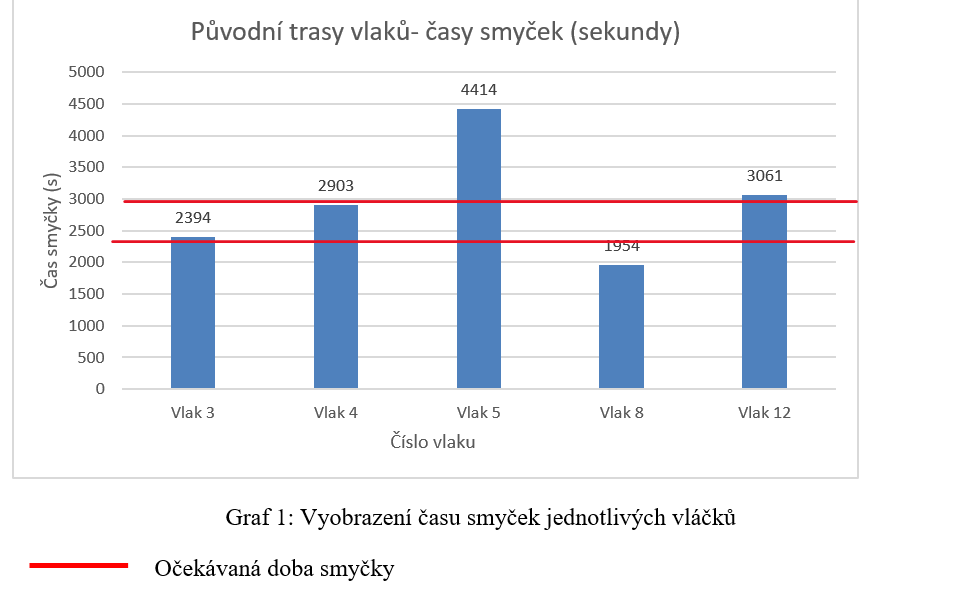 Původní trasy vlaků- časy smyček (sekundy)
5000
4500
4000
3500
3000
2500
2000
1500
1000
500
0
Čas smyčky (s)
2394
2903
4414
1954
3061
Vlak 3
Vlak 4
Vlak 5
Vlak 8
Vlak 12
Číslo vlaku
Graf 1: Vyobrazení času smyček jednotlivých vláčků
Očekávaná doba smyčky